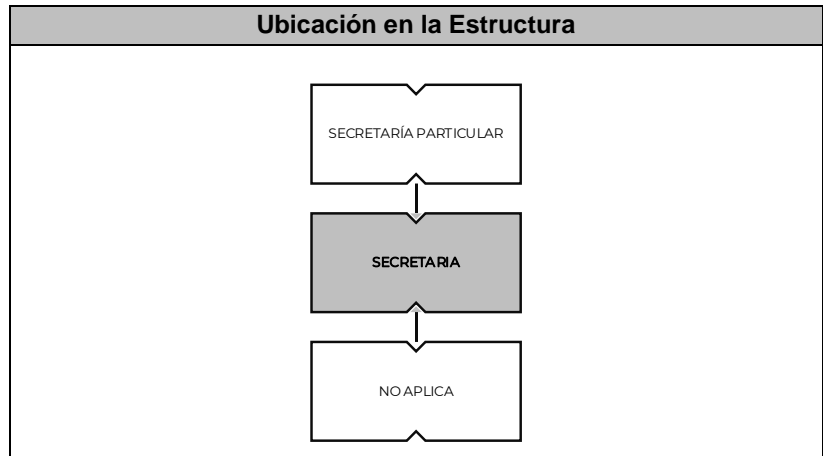 Ubicación en la Estructura
SECRETARÍA PARTICULAR
SECRETARIA
NO APLICA